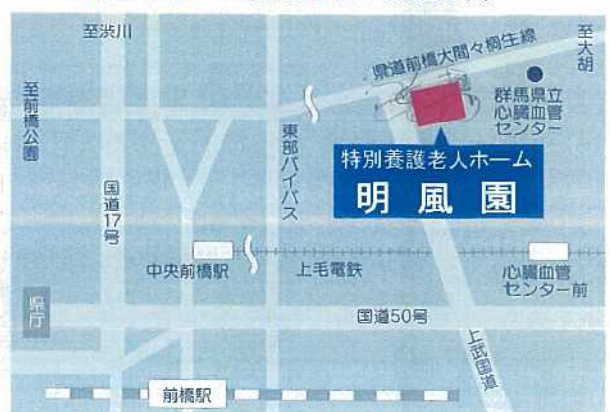 至渋川
至大胡
県道前橋大間々桐生線
群馬県立
心臓血管
センター
至前橋公園
東部バイパス
特別養護老人ホーム
明風園
国道17号
中央前橋駅
上毛電鉄
心臓血管
センター前
県庁
国道50号
上武国道
前橋駅